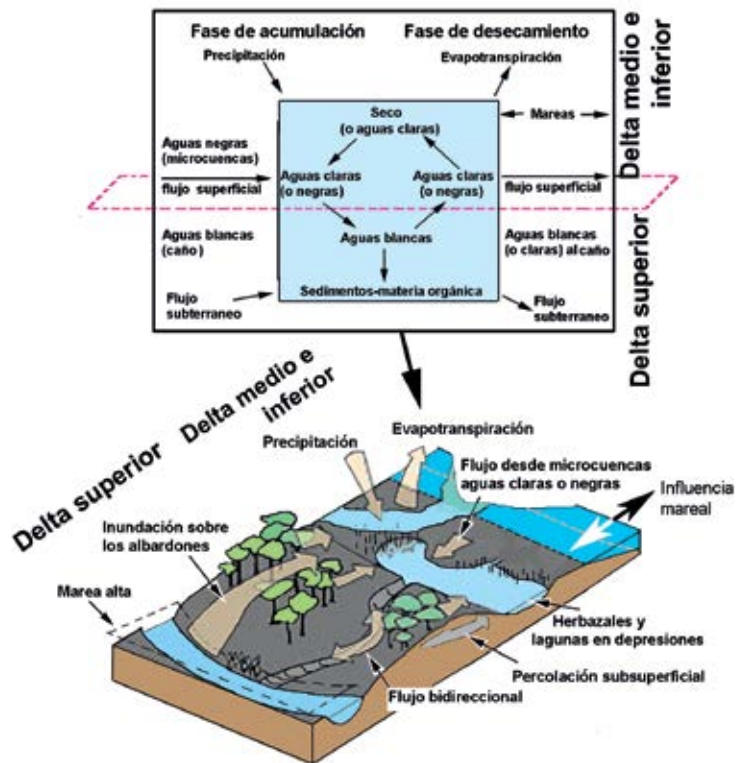 Fase de acumulación
Fase de desecamiento
Precipitación
Evapotranspiración
Seco
(o aguas claras)
Mareas
Aguas negras
(microcuencas)
flujo superficial
Aguas claras
(o negras)
Aguas claras
(o negras)
flujo superficial
Aguas blancas
(caño)
Aguas blancas
Aguas blancas
(o claras) al caño
Sedimentos-materia orgánica
Flujo
subterraneo
Flujo
subterraneo
Delta medio e
inferior
Delta superior
Delta superior
Delta medio e
inferior
Precipitación
Evapotranspiración
Flujo desde microcuencas
aguas claras o negras
Influencia
mareal
Inundación sobre
los albardones
Marea alta
Herbazales y
lagunas en depresiones
Percolación subsuperficial
Flujo bidireccional